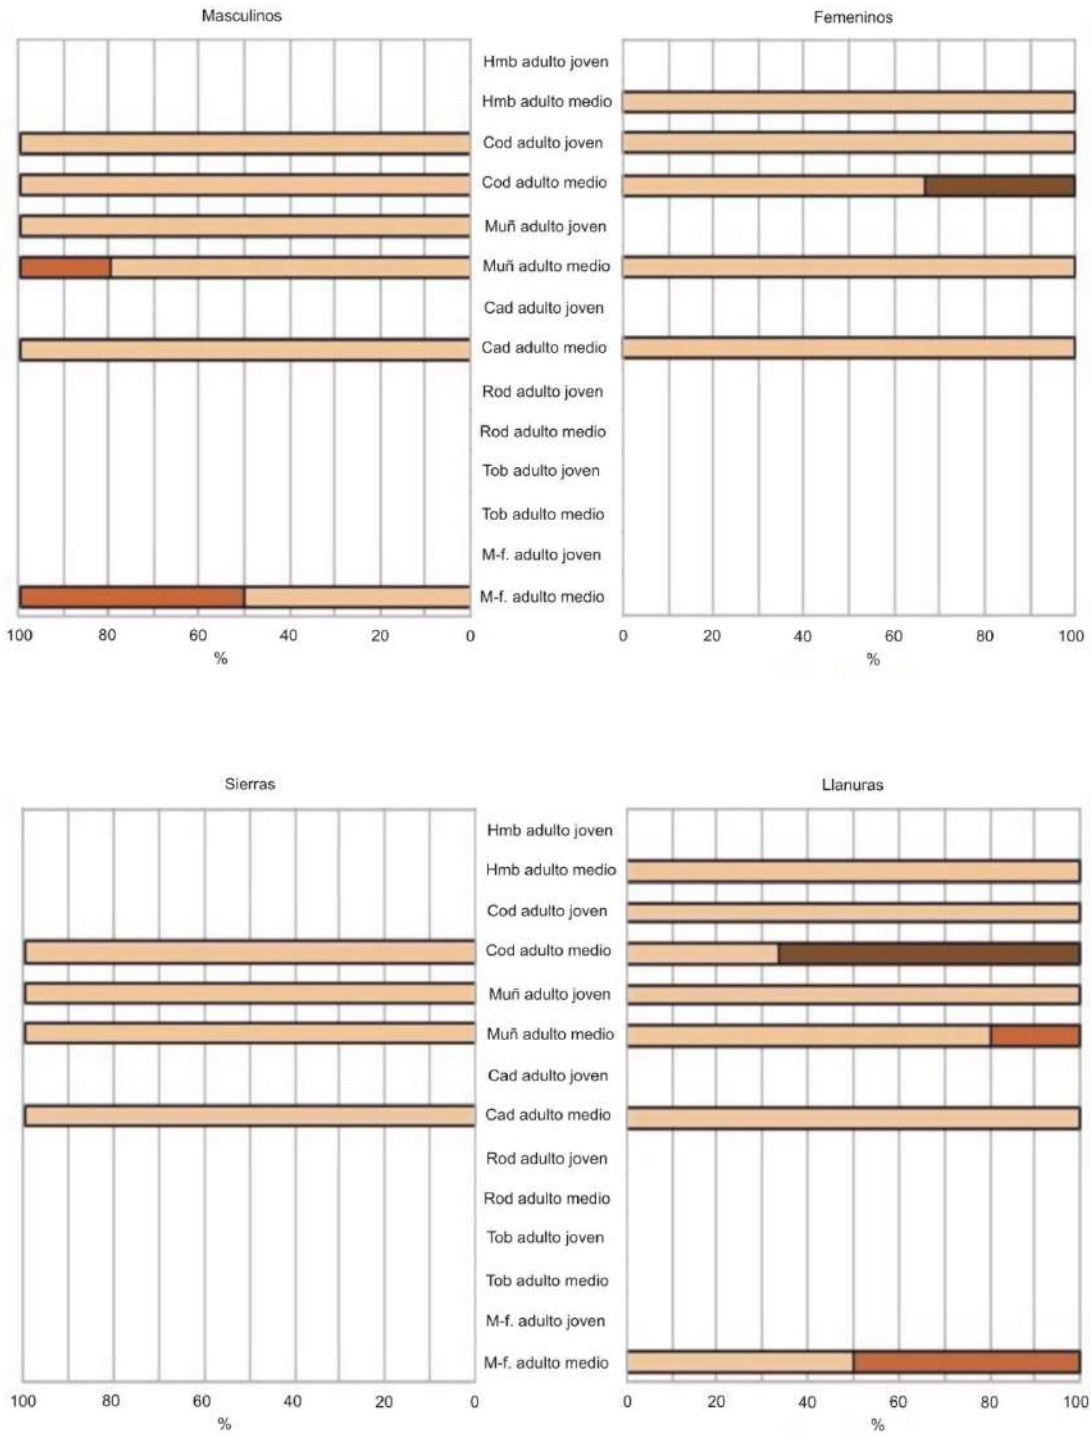 Masculinos
Femeninos
Hmb adulto joven
Hmb adulto medio
Cod adulto joven
Cod adulto medio
Muñ adulto joven
Muñ adulto medio
Cad adulto joven
Cad adulto medio
Rod adulto joven
Rod adulto medio
Tob adulto joven
Tob adulto medio
M-f. adulto joven
M-f. adulto medio
100 80 60 40 20 0
%
0 20 40 60 80 100
%
Sierras
Llanuras
Hmb adulto joven
Hmb adulto medio
Cod adulto joven
Cod adulto medio
Muñ adulto joven
Muñ adulto medio
Cad adulto joven
Cad adulto medio
Rod adulto joven
Rod adulto medio
Tob adulto joven
Tob adulto medio
M-f. adulto joven
M-f. adulto medio
100 80 60 40 20 0
%
0 20 40 60 80 100
%